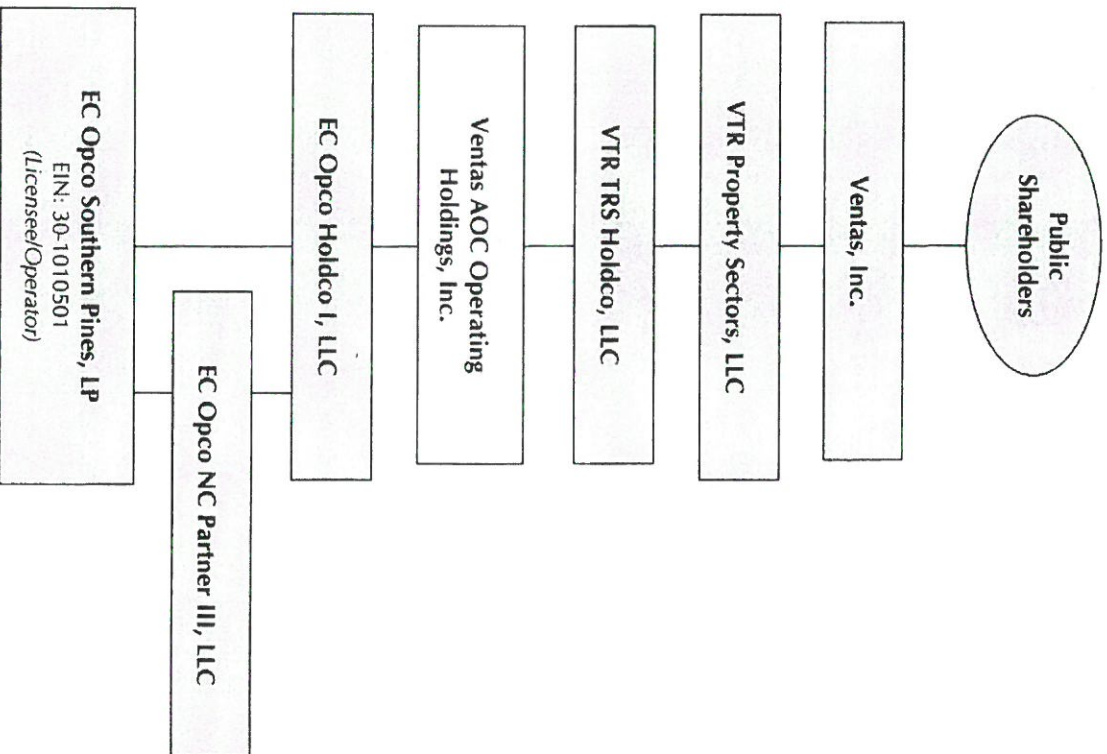 Public
Shareholders
Ventas, Inc.
VTR Property Sectors, LLC
VTR TRS Holdco, LLC
Ventas AOC Operating
Holdings, Inc.
EC Opco Holdco I, LLC
EC Opco NC Partner III, LLC
EC Opco Southern Pines, LP
EIN: 30-1010501
(Licensee/Operator)